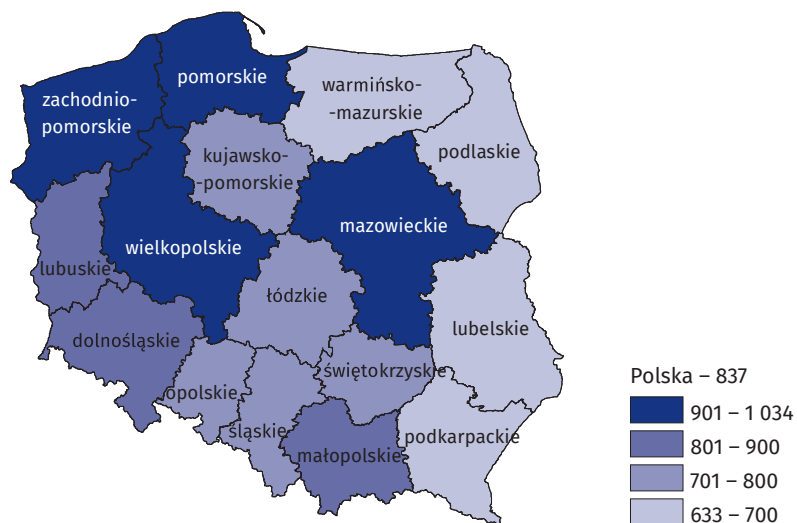 pomorskie
zachodnio-
pomorskie
warmińsko-
-mazurskie
kujawsko-
-pomorskie
podlaskie
mazowieckie
wielkopolskie
lubuskie
łódzkie
dolnośląskie
lubelskie
opolskie
śląskie
świętokrzyskie
małopolskie
podkarpackie
Polska – 837
901 – 1 034
801 – 900
701 – 800
633 – 700